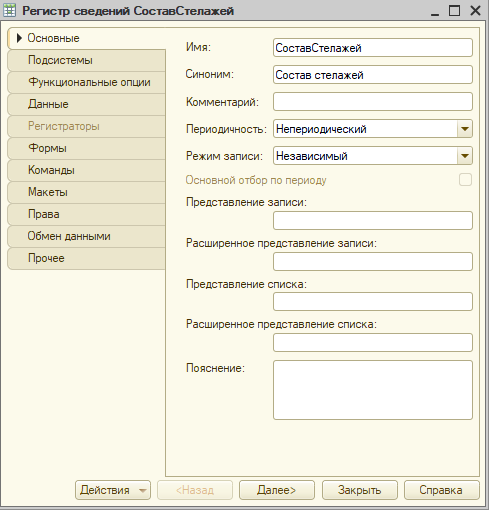 Регистр сведений СоставСтелажей
Основные
Подсистемы
Функциональные опции
Данные
Регистраторы
Формы
Команды
Макеты
Права
Обмен данными
Прочее
Имя: СоставСтелажей
Синоним: Состав стелажей
Комментарий:
Периодичность: Непериодический
Режим записи: Независимый
Основной отбор по периоду
Представление записи:
Расширенное представление записи:
Представление списка:
Расширенное представление списка:
Пояснение:
Действия <Назад Далее> Закрыть Справка